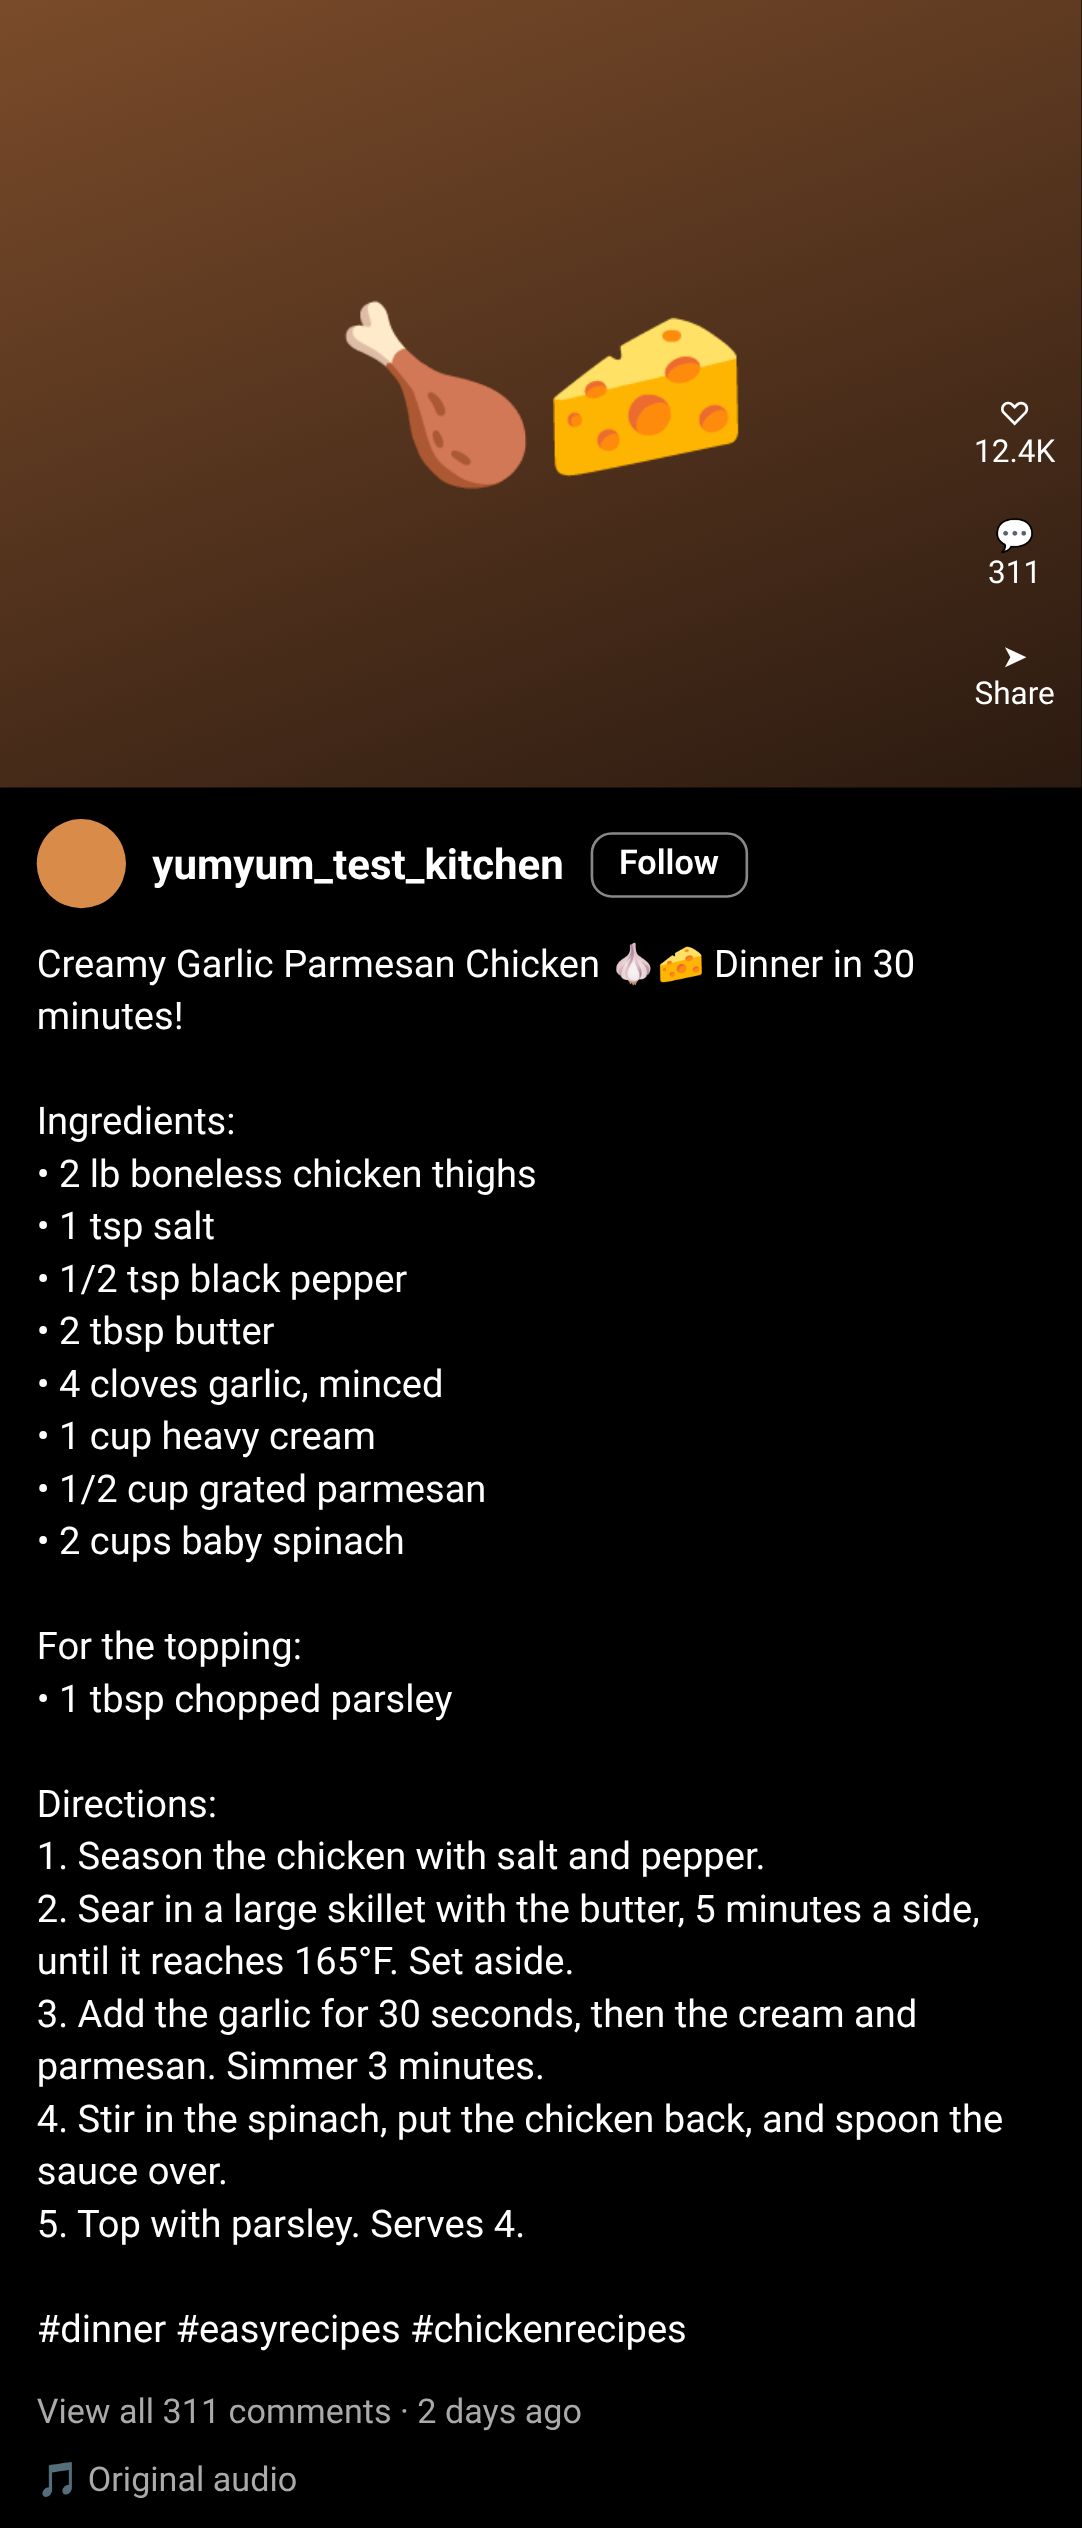 12.4K
311
Share
yumyum_test_kitchen Follow
Creamy Garlic Parmesan Chicken 🧄🧀 Dinner in 30
minutes!
Ingredients:
• 2 lb boneless chicken thighs
• 1 tsp salt
• 1/2 tsp black pepper
• 2 tbsp butter
• 4 cloves garlic, minced
• 1 cup heavy cream
• 1/2 cup grated parmesan
• 2 cups baby spinach
For the topping:
• 1 tbsp chopped parsley
Directions:
1. Season the chicken with salt and pepper.
2. Sear in a large skillet with the butter, 5 minutes a side,
until it reaches 165°F. Set aside.
3. Add the garlic for 30 seconds, then the cream and
parmesan. Simmer 3 minutes.
4. Stir in the spinach, put the chicken back, and spoon the
sauce over.
5. Top with parsley. Serves 4.
#dinner #easyrecipes #chickenrecipes
View all 311 comments · 2 days ago
🎵 Original audio